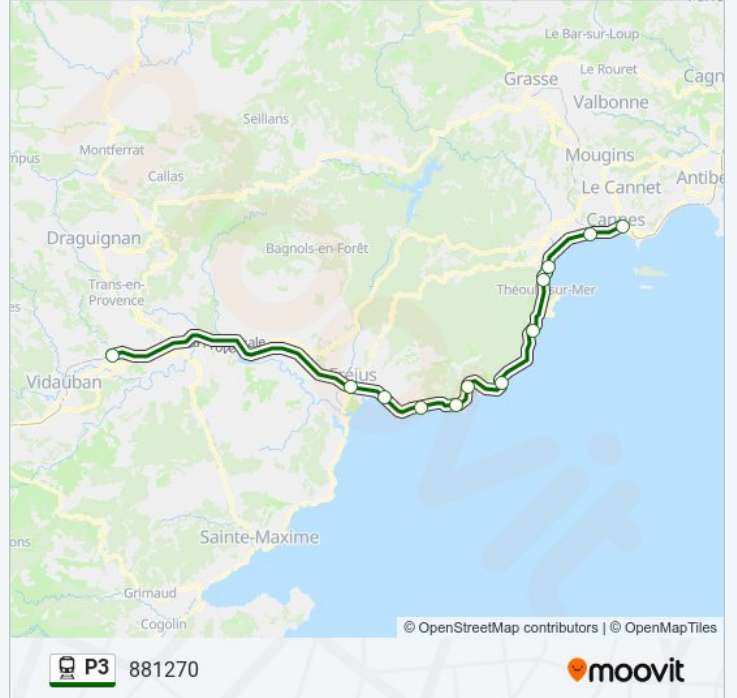 Le Bar-sur-Loup
Grasse
Le Rouret
Cagn
Valbonne
Seillans
mpus
Montferrat
Mougins
Callas
Le Cannet
Antibe
Cannes
Draguignan
Bagnols-en-Forêt
Trans-en-
Provence
es
Théoule-sur-Mer
Vidauban
Fréjus
Sainte-Maxime
ons
Grimaud
Cogolin
© OpenStreetMap contributors | © OpenMapTiles
P3 881270
moovit